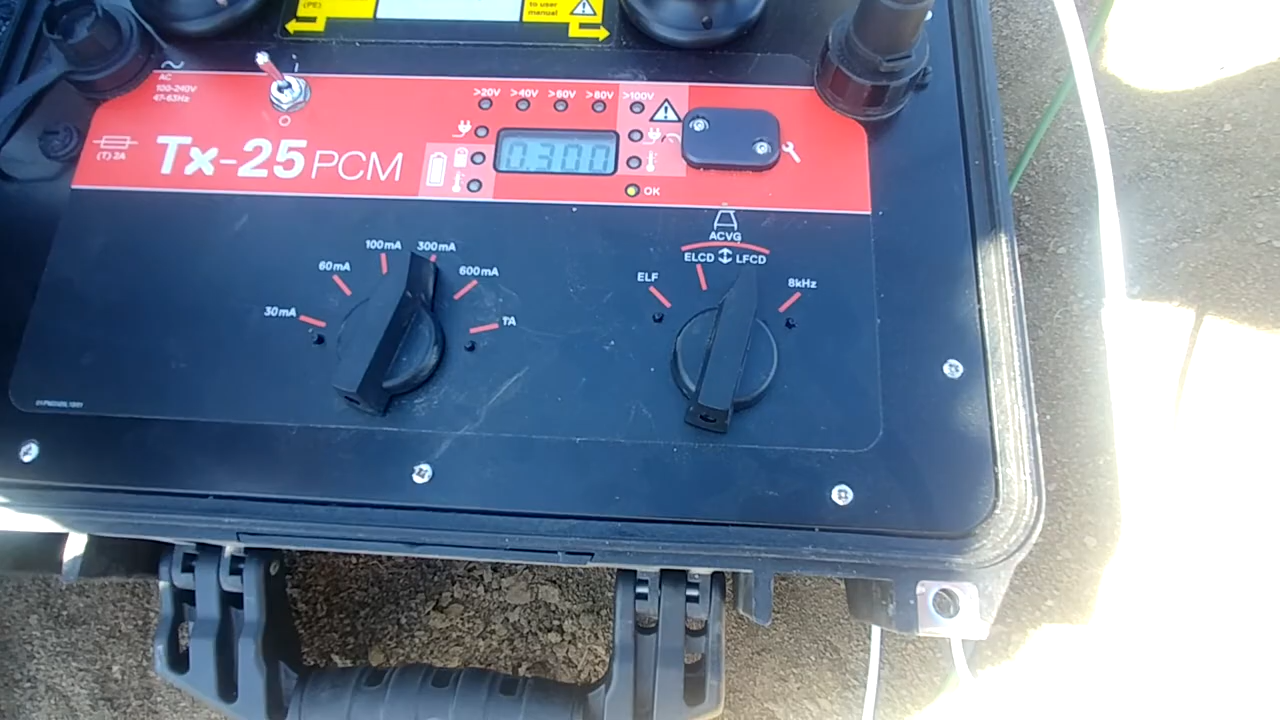 (PE)
to user
manual
AC
100-240V
47-63Hz
>20V >40V >60V >80V >100V
(T) 2A
Tx-25 PCM
0.300
OK
ACVG
ELCD LFCD
ELF
8kHz
30mA
60mA
100mA
300mA
600mA
1A